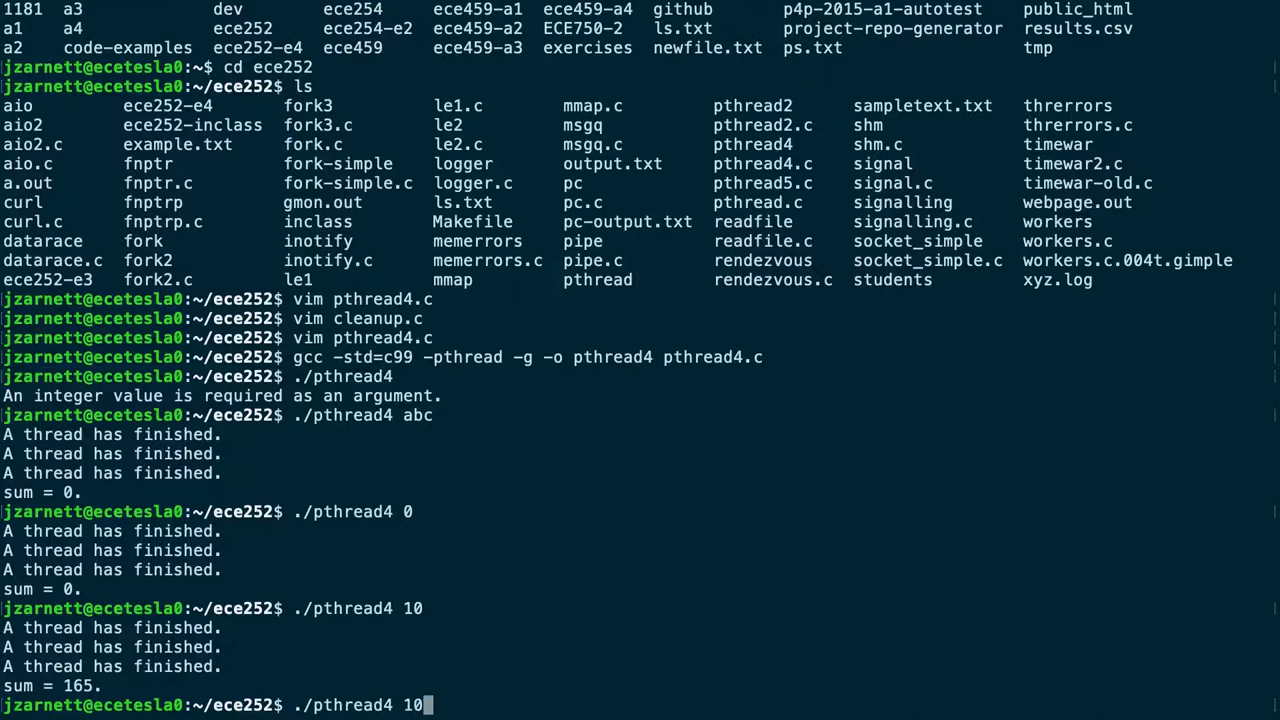 1181  a3             dev        ece254     ece459-a1  ece459-a4  github       p4p-2015-a1-autotest    public_html
a1    a4             ece252     ece254-e2  ece459-a2  ECE750-2   ls.txt       project-repo-generator  results.csv
a2    code-examples  ece252-e4  ece459     ece459-a3  exercises  newfile.txt  ps.txt                  tmp
jzarnett@ecetesla0:~$ cd ece252
jzarnett@ecetesla0:~/ece252$ ls
aio         ece252-e4       fork3          le1.c        mmap.c         pthread2      sampletext.txt   threrrors
aio2        ece252-inclass  fork3.c        le2          msgq           pthread2.c    shm              threrrors.c
aio2.c      example.txt     fork.c         le2.c        msgq.c         pthread4      shm.c            timewar
aio.c       fnptr           fork-simple    logger       output.txt     pthread4.c    signal           timewar2.c
a.out       fnptr.c         fork-simple.c  logger.c     pc             pthread5.c    signal.c         timewar-old.c
curl        fnptrp          gmon.out       ls.txt       pc.c           pthread.c     signalling       webpage.out
curl.c      fnptrp.c        inclass        Makefile     pc-output.txt  readfile      signalling.c     workers
datarace    fork            inotify        memerrors    pipe           readfile.c    socket_simple    workers.c
datarace.c  fork2           inotify.c      memerrors.c  pipe.c         rendezvous    socket_simple.c  workers.c.004t.gimple
ece252-e3   fork2.c         le1            mmap         pthread        rendezvous.c  students         xyz.log
jzarnett@ecetesla0:~/ece252$ vim pthread4.c
jzarnett@ecetesla0:~/ece252$ vim cleanup.c
jzarnett@ecetesla0:~/ece252$ vim pthread4.c
jzarnett@ecetesla0:~/ece252$ gcc -std=c99 -pthread -g -o pthread4 pthread4.c
jzarnett@ecetesla0:~/ece252$ ./pthread4
An integer value is required as an argument.
jzarnett@ecetesla0:~/ece252$ ./pthread4 abc
A thread has finished.
A thread has finished.
A thread has finished.
sum = 0.
jzarnett@ecetesla0:~/ece252$ ./pthread4 0
A thread has finished.
A thread has finished.
A thread has finished.
sum = 0.
jzarnett@ecetesla0:~/ece252$ ./pthread4 10
A thread has finished.
A thread has finished.
A thread has finished.
sum = 165.
jzarnett@ecetesla0:~/ece252$ ./pthread4 10